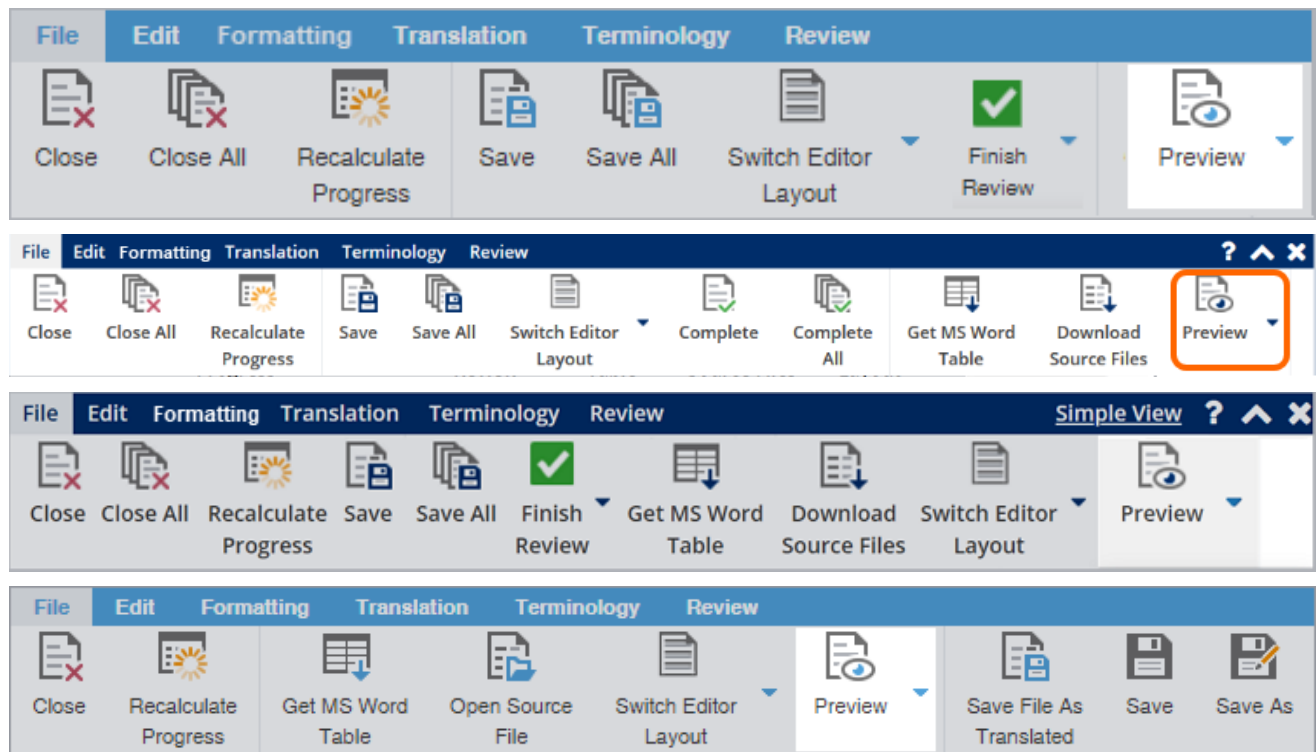 File Edit Formatting Translation Terminology Review
Close Close All Recalculate Save Save All Switch Editor Finish Preview
Progress Layout Review
File Edit Formatting Translation Terminology Review ?
Close Close All Recalculate Save Save All Switch Editor Complete Complete Get MS Word Download Preview
Progress Layout All Table Source Files
File Edit Formatting Translation Terminology Review Simple View ?
Close Close All Recalculate Save Save All Finish Get MS Word Download Switch Editor Preview
Progress Review Table Source Files Layout
File Edit Formatting Translation Terminology Review
Close Recalculate Get MS Word Open Source Switch Editor Preview Save File As Save Save As
Progress Table File Layout Translated